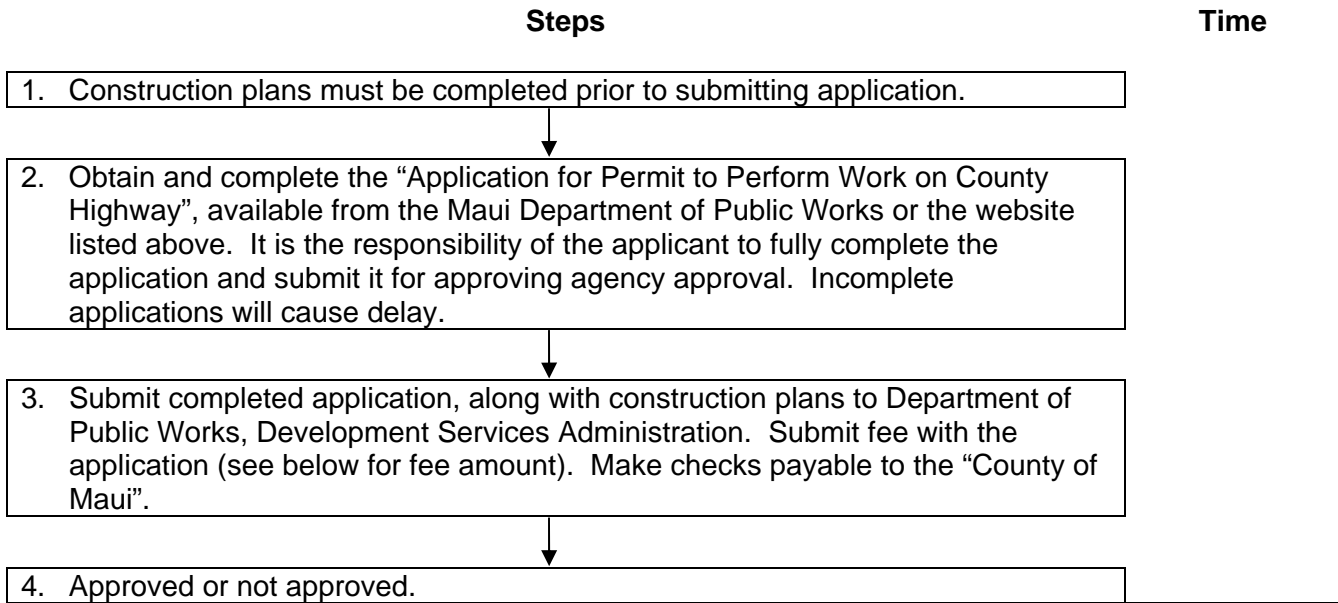 Steps Time
1. Construction plans must be completed prior to submitting application.
2. Obtain and complete the “Application for Permit to Perform Work on County
Highway”, available from the Maui Department of Public Works or the website
listed above. It is the responsibility of the applicant to fully complete the
application and submit it for approving agency approval. Incomplete
applications will cause delay.
3. Submit completed application, along with construction plans to Department of
Public Works, Development Services Administration. Submit fee with the
application (see below for fee amount). Make checks payable to the “County of
Maui”.
4. Approved or not approved.